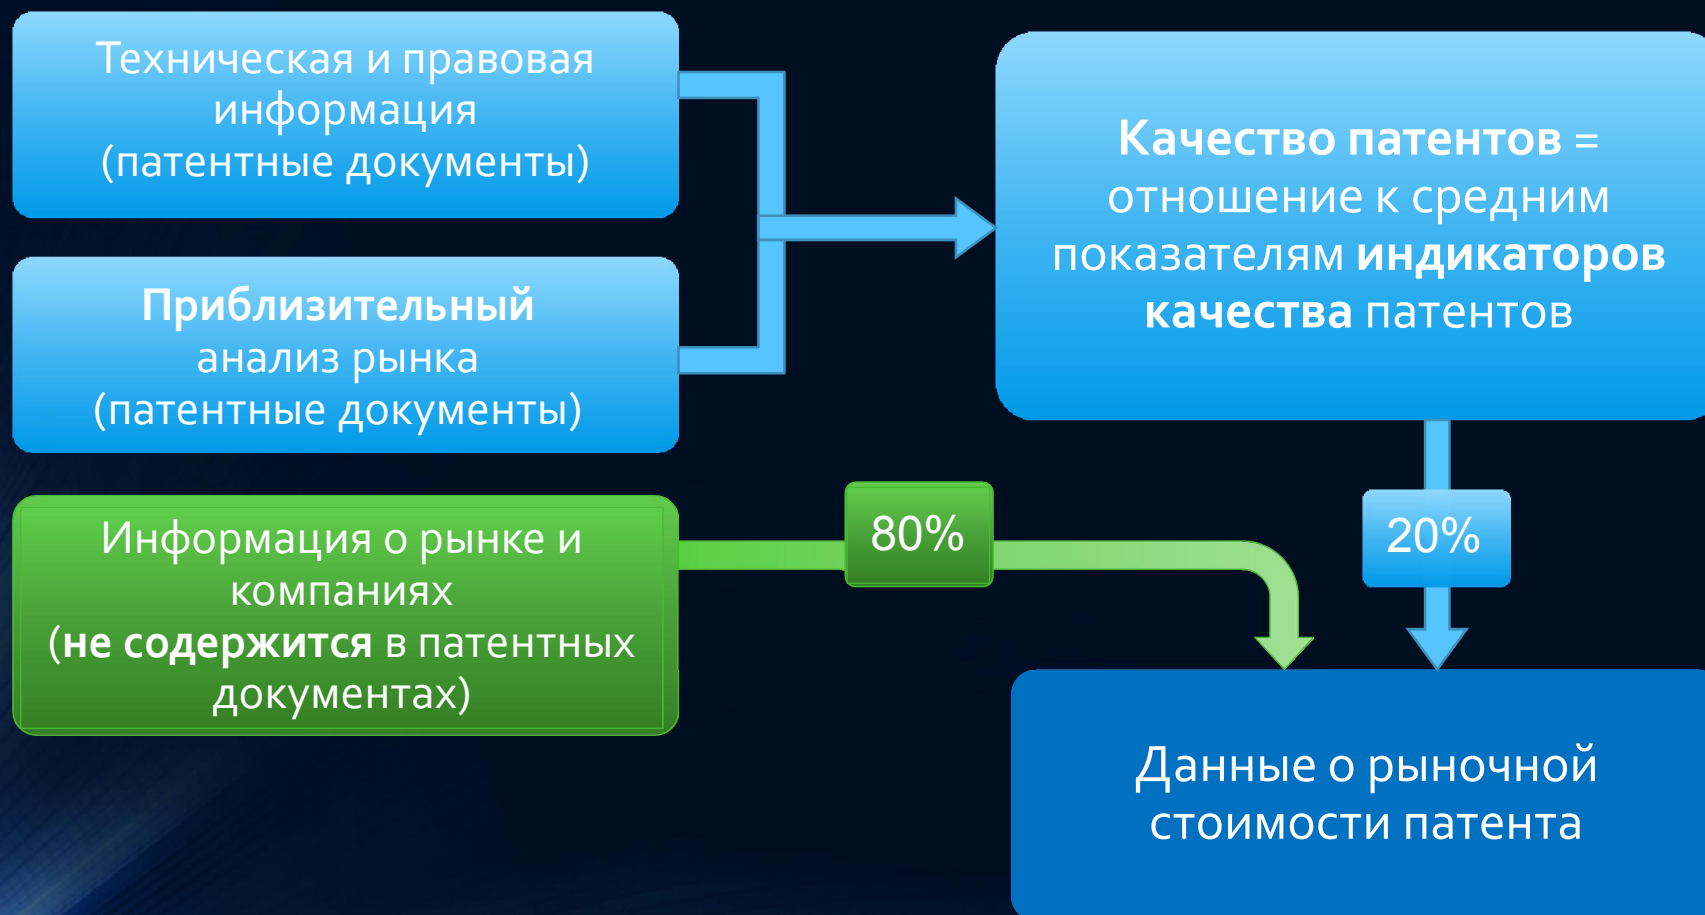 Техническая и правовая
информация
(патентные документы)
Приблизительный
анализ рынка
(патентные документы)
Информация о рынке и
компаниях
(не содержится в патентных
документах)
80%
Качество патентов =
отношение к средним
показателям индикаторов
качества патентов
20%
Данные о рыночной
стоимости патента